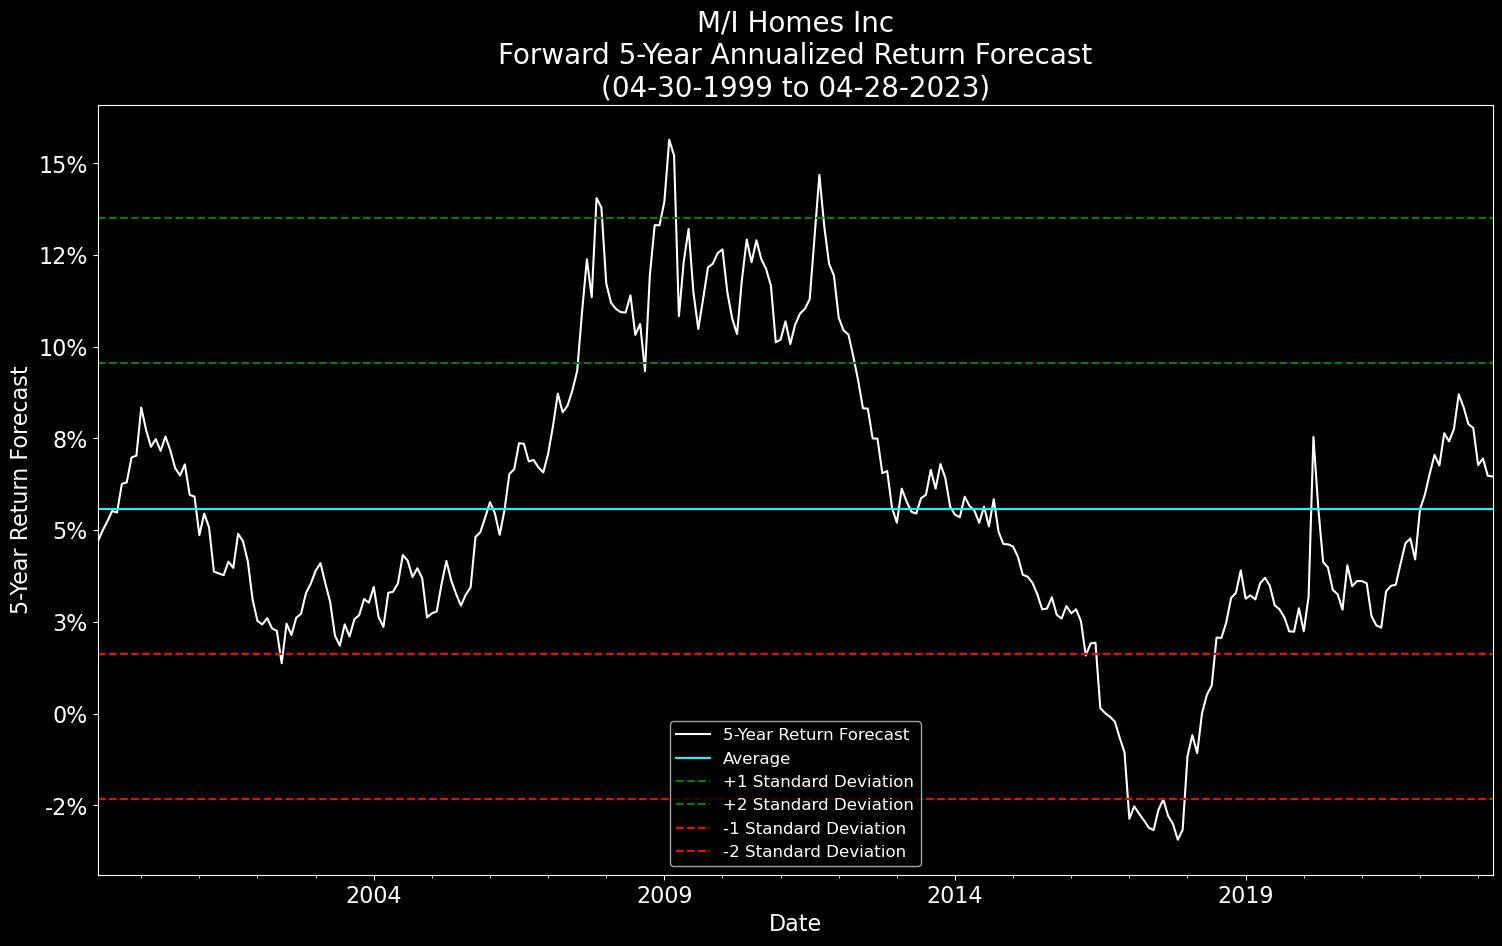 M/I Homes Inc
Forward 5-Year Annualized Return Forecast
(04-30-1999 to 04-28-2023)
5-Year Return Forecast
15%
12%
10%
8%
5%
3%
0%
-2%
5-Year Return Forecast
Average
+1 Standard Deviation
+2 Standard Deviation
-1 Standard Deviation
-2 Standard Deviation
2004 2009 2014 2019
Date